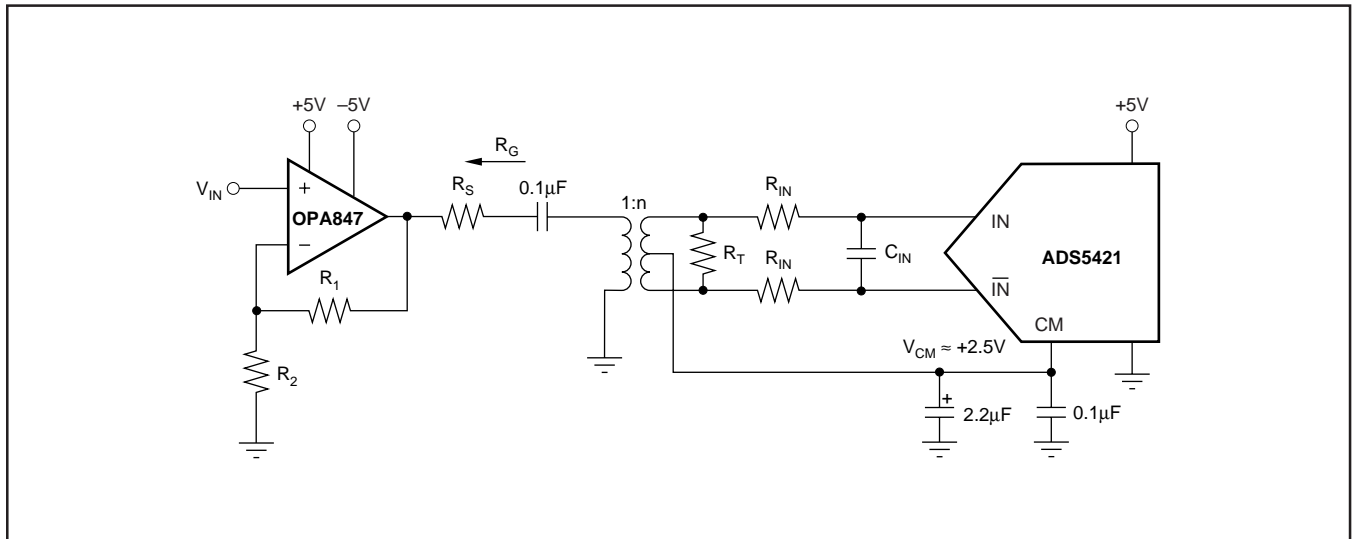 +5V –5V
+5V
R_G
V_IN
+
OPA847
–
R_S
0.1µF
1:n
R_IN
R_T
R_IN
C_IN
IN
ADS5421
I̅N̅
CM
R_1
R_2
V_CM ≈ +2.5V
+
2.2µF
0.1µF